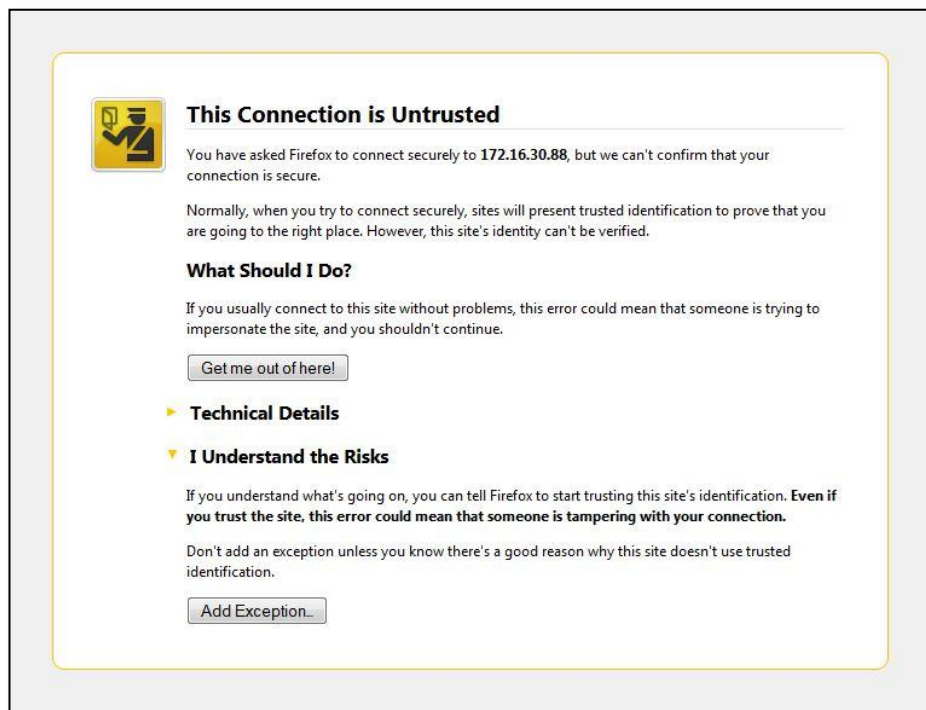 This Connection is Untrusted
You have asked Firefox to connect securely to 172.16.30.88, but we can't confirm that your
connection is secure.
Normally, when you try to connect securely, sites will present trusted identification to prove that you
are going to the right place. However, this site's identity can't be verified.
What Should I Do?
If you usually connect to this site without problems, this error could mean that someone is trying to
impersonate the site, and you shouldn't continue.
Get me out of here!
Technical Details
I Understand the Risks
If you understand what's going on, you can tell Firefox to start trusting this site's identification. Even if
you trust the site, this error could mean that someone is tampering with your connection.
Don't add an exception unless you know there's a good reason why this site doesn't use trusted
identification.
Add Exception...